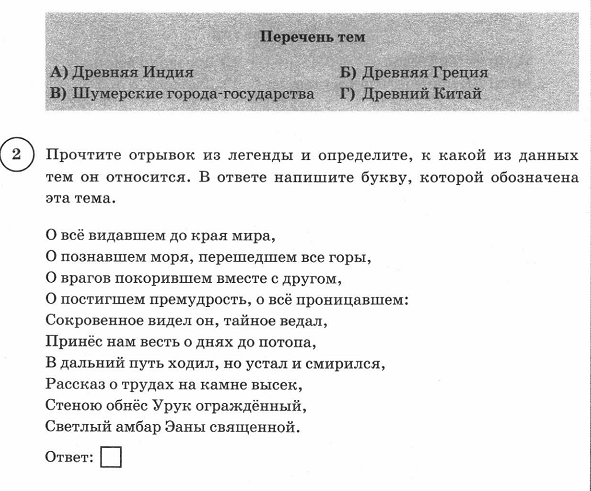 Перечень тем
А) Древняя Индия Б) Древняя Греция
В) Шумерские города-государства Г) Древний Китай
2 Прочтите отрывок из легенды и определите, к какой из данных
тем он относится. В ответе напишите букву, которой обозначена
эта тема.
О всё видавшем до края мира,
О познавшем моря, перешедшем все горы,
О врагов покорившем вместе с другом,
О постигшем премудрость, о всё проницавшем:
Сокровенное видел он, тайное ведал,
Принёс нам весть о днях до потопа,
В дальний путь ходил, но устал и смирился,
Рассказ о трудах на камне высек,
Стеною обнёс Урук ограждённый,
Светлый амбар Эаны священной.
Ответ: